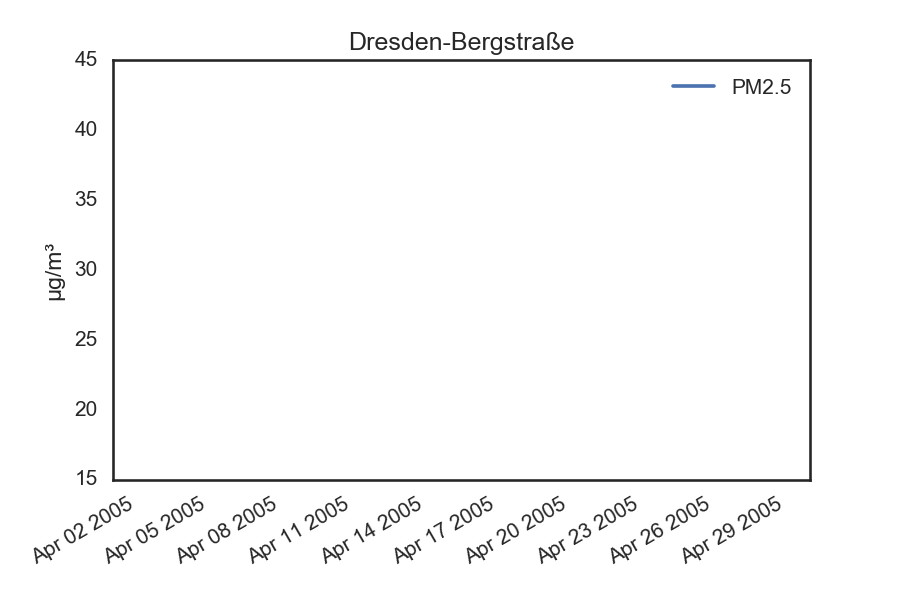 Dresden-Bergstraße
PM2.5
45
40
35
30
25
20
15
µg/m³
Apr 02 2005
Apr 05 2005
Apr 08 2005
Apr 11 2005
Apr 14 2005
Apr 17 2005
Apr 20 2005
Apr 23 2005
Apr 26 2005
Apr 29 2005